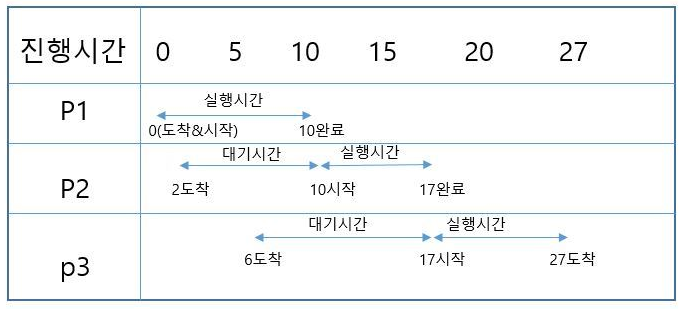 진행시간 0 5 10 15 20 27
P1 실행시간
0(도착&시작) 10완료
P2 대기시간 실행시간
2도착 10시작 17완료
p3 대기시간 실행시간
6도착 17시작 27도착